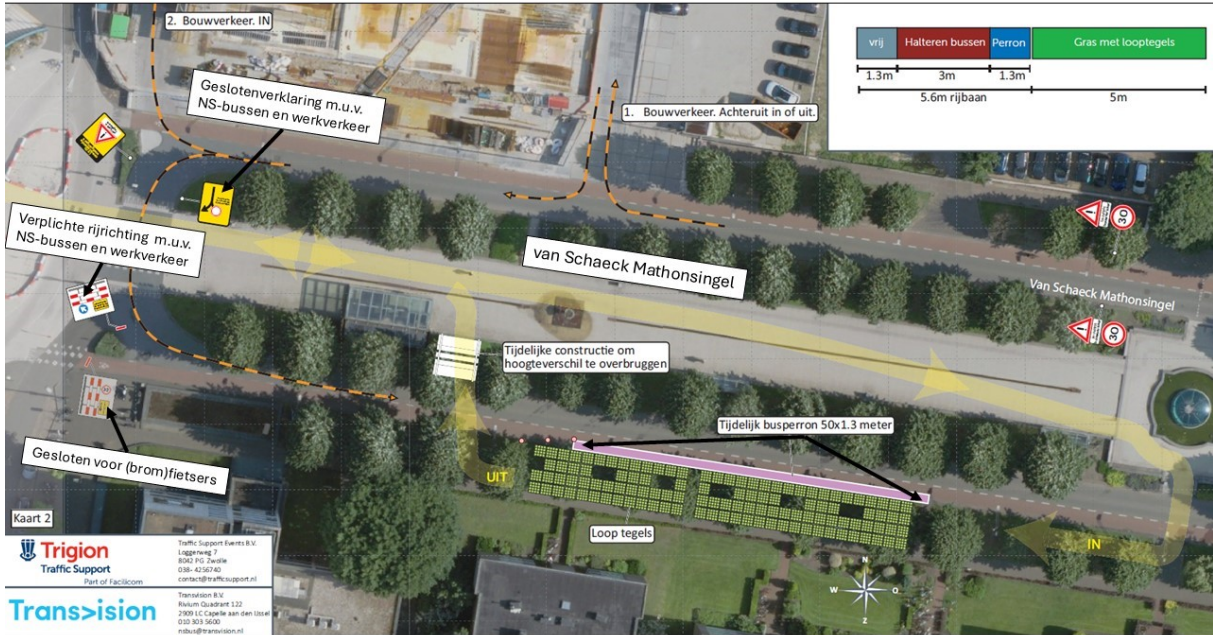 2. Bouwverkeer. IN
Geslotenverklaring m.u.v.
NS-bussen en werkverkeer
1. Bouwverkeer. Achteruit in of uit.
vrij
Halteren bussen
Perron
Gras met looptegels
1.3m
3m
1.3m
5.6m rijbaan
5m
Verplichte rijrichting m.u.v.
NS-bussen en werkverkeer
van Schaeck Mathonsingel
30
Van Schaeck Mathonsingel
30
Tijdelijke constructie om
hoogteverschil te overbruggen
Tijdelijk busperron 50x1.3 meter
Gesloten voor (brom)fietsers
UIT
Loop tegels
IN
Kaart 2
N
W
O
Z
Trigion
Traffic Support
Part of Facilicom
Traffic Support Events B.V.
Loggerweg 7
8042 PG Zwolle
038- 4256740
contact@trafficsupport.nl
Trans>ision
Transvision B.V.
Rivium Quadrant 122
2909 LC Capelle aan den IJssel
010 303 5600
nsbus@transvision.nl